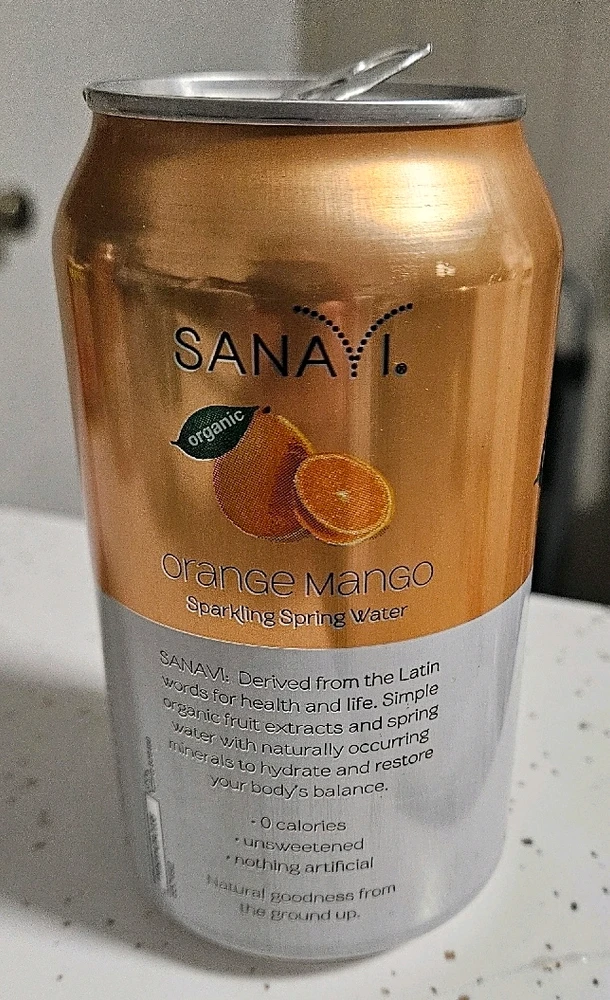 SANAVI®
organic
orange mango
Sparkling Spring Water
SANAVI: Derived from the Latin
words for health and life. Simple
organic fruit extracts and spring
water with naturally occurring
minerals to hydrate and restore
your body's balance.
• 0 calories
• unsweetened
• nothing artificial
Natural goodness from
the ground up.